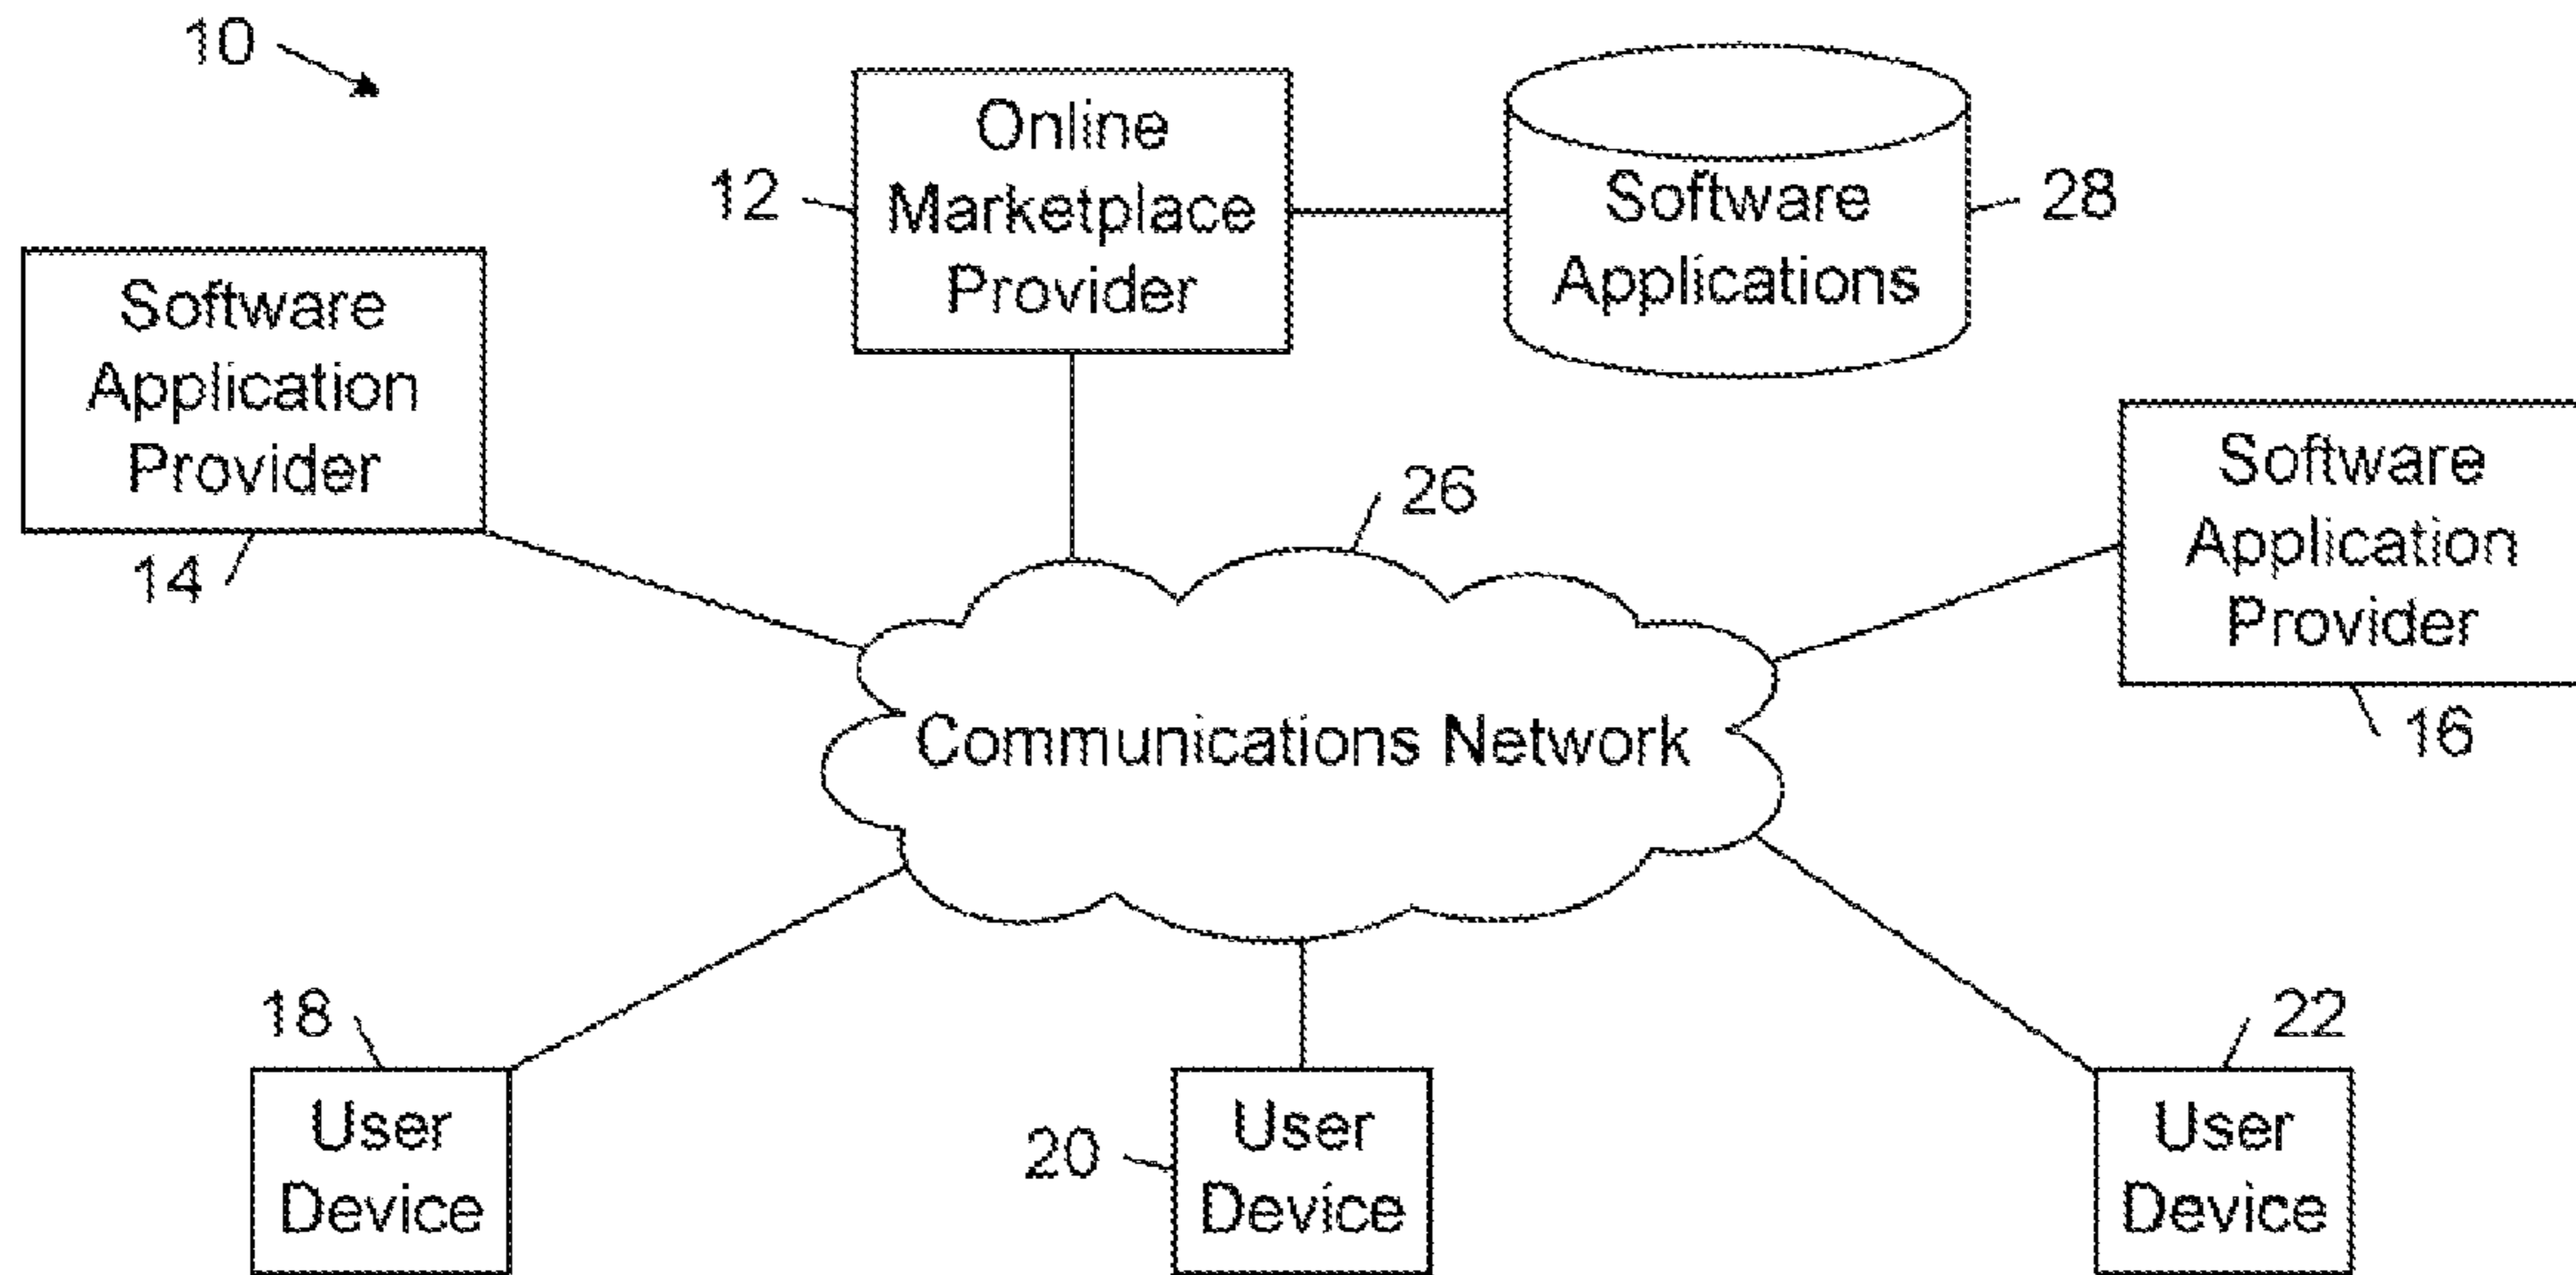 10
Online
Marketplace
Provider
12
Software
Applications
28
Software
Application
Provider
14
26
Software
Application
Provider
16
Communications Network
18
User
Device
20
User
Device
22
User
Device